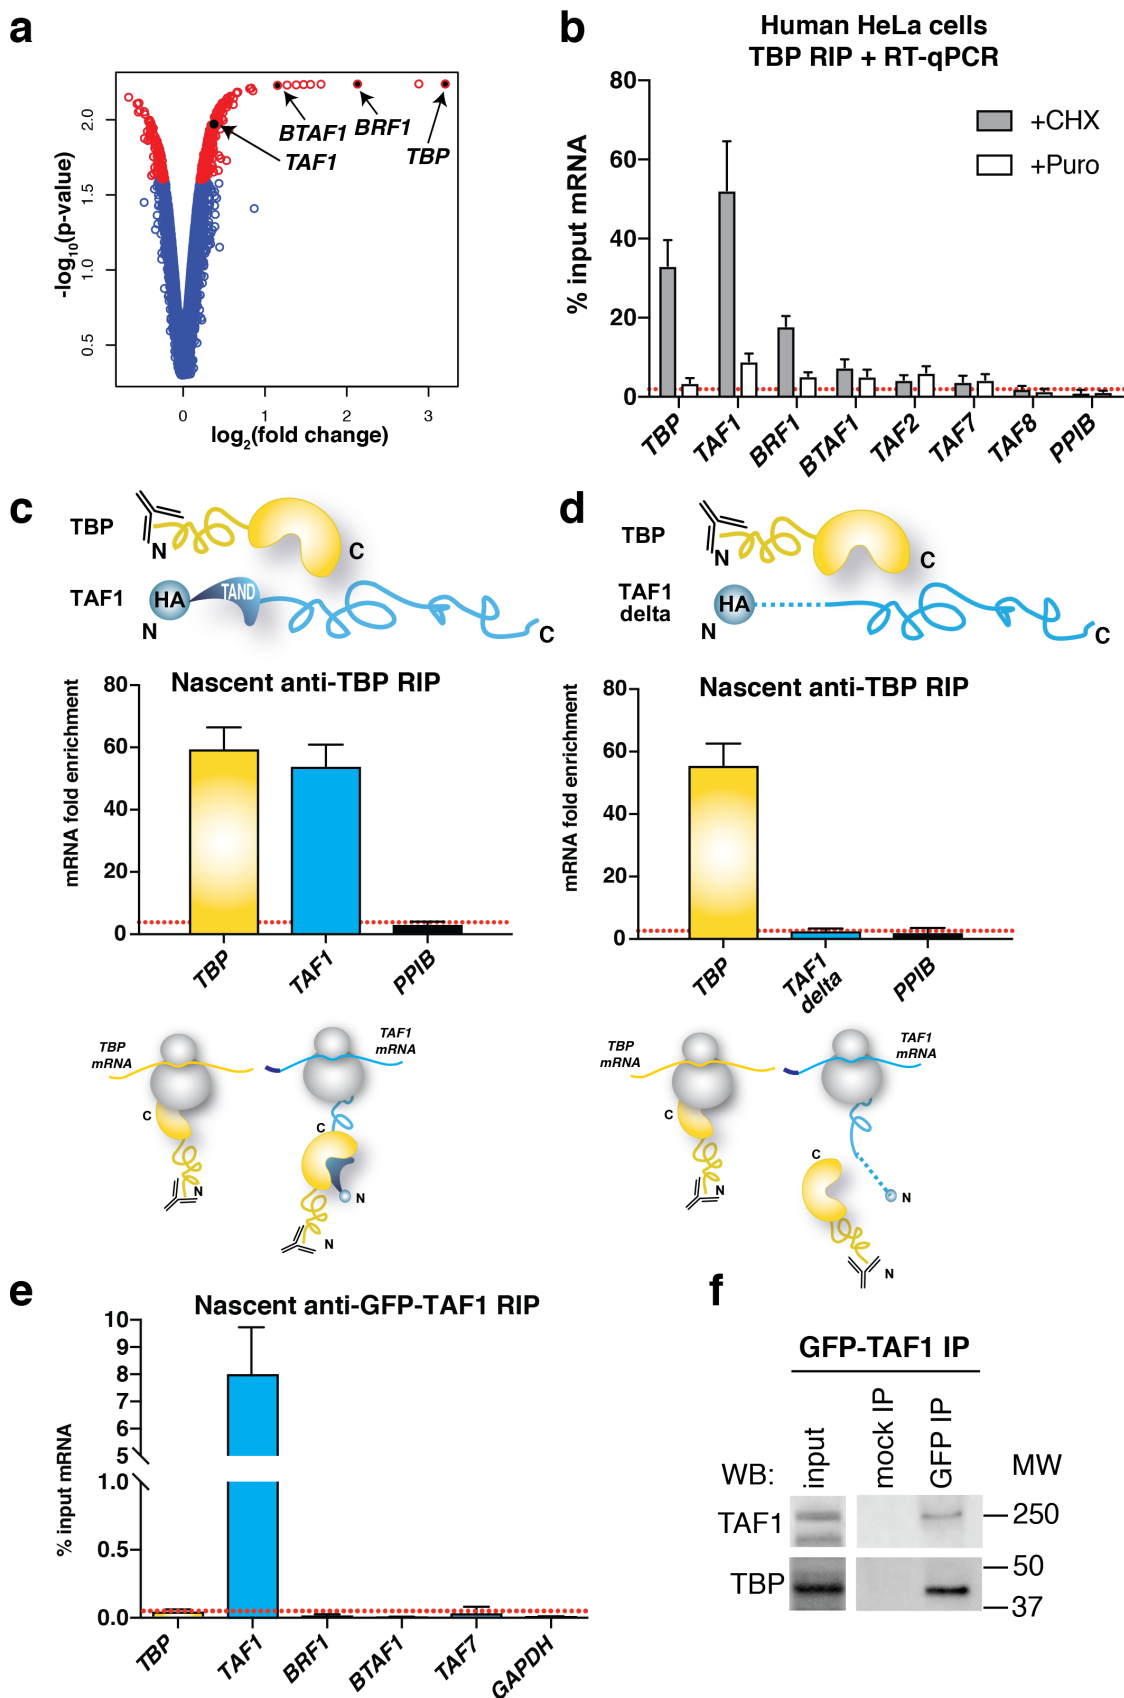 a
-log10(p-value)
2.0
1.5
1.0
0.5
BTAF1
BRF1
TAF1
TBP
0
1
2
3
log2(fold change)
b
Human HeLa cells
TBP RIP + RT-qPCR
% input mRNA
80
60
40
20
0
+CHX
+Puro
TBP
TAF1
BRF1
BTAF1
TAF2
TAF7
TAF8
PPIB
c
TBP
N
C
TAF1
HA
TAND
N
C
Nascent anti-TBP RIP
mRNA fold enrichment
80
60
40
20
0
TBP
TAF1
PPIB
TBP
mRNA
TAF1
mRNA
C
N
C
N
N
d
TBP
N
C
TAF1
delta
HA
N
C
Nascent anti-TBP RIP
mRNA fold enrichment
80
60
40
20
0
TBP
TAF1
delta
PPIB
TBP
mRNA
TAF1
mRNA
C
N
C
N
N
e
Nascent anti-GFP-TAF1 RIP
% input mRNA
10
9
8
7
6
5
1.0
0.5
0.0
TBP
TAF1
BRF1
BTAF1
TAF7
GAPDH
f
GFP-TAF1 IP
WB:
input
mock IP
GFP IP
MW
TAF1
250
TBP
50
37